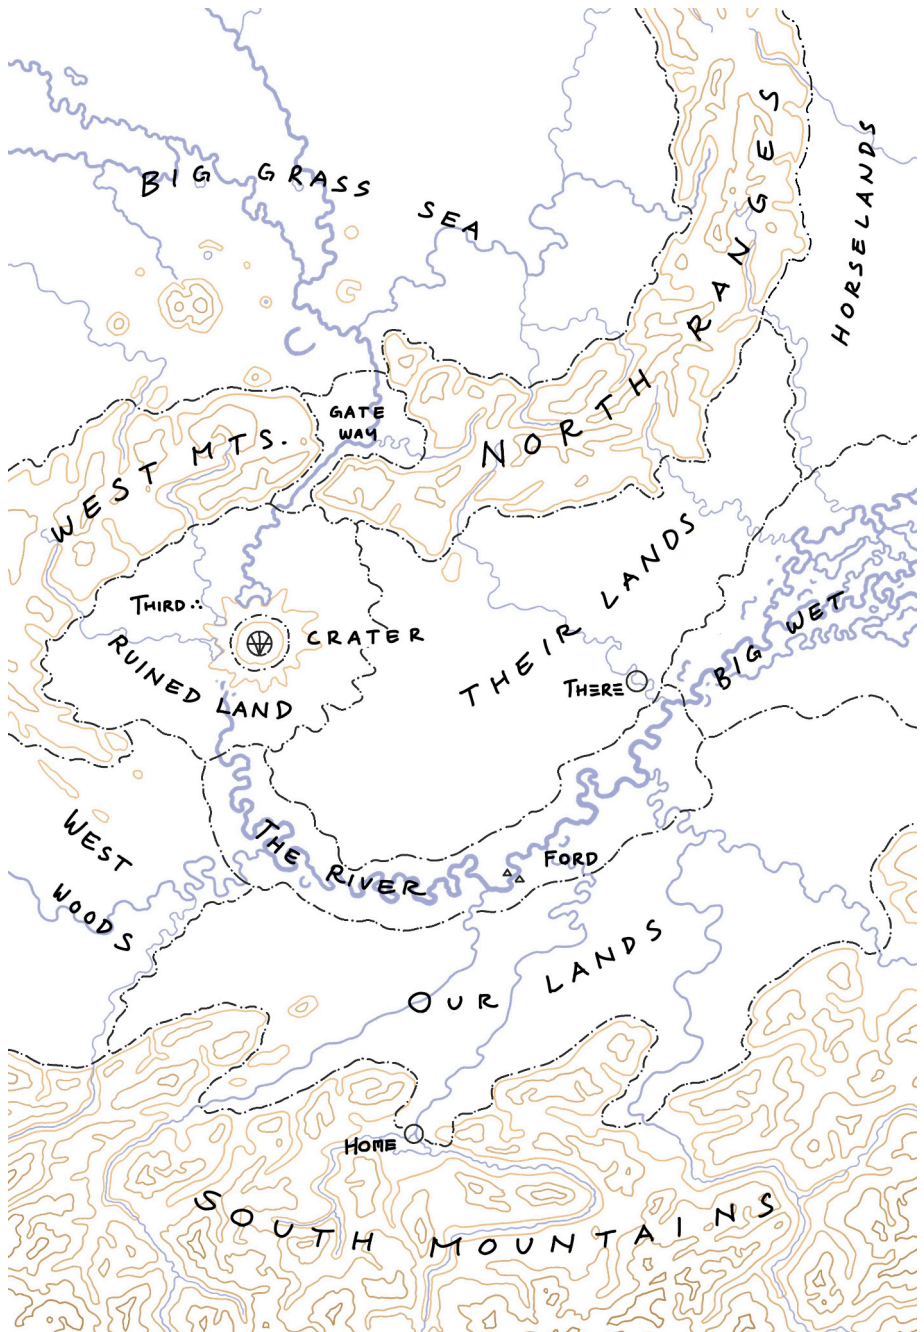 BIG GRASS SEA
HORSELANDS
NORTH RANGES
GATE
WAY
WEST MTS.
THEIR LANDS
BIG WET
THIRD
CRATER
RUINED LAND
THERE
WEST
WOODS
THE RIVER
FORD
OUR LANDS
HOME
SOUTH MOUNTAINS